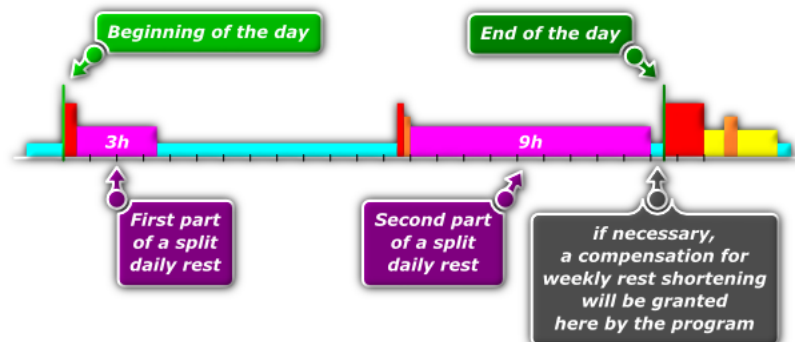 Beginning of the day
End of the day
3h
9h
First part
of a split
daily rest
Second part
of a split
daily rest
if necessary,
a compensation for
weekly rest shortening
will be granted
here by the program